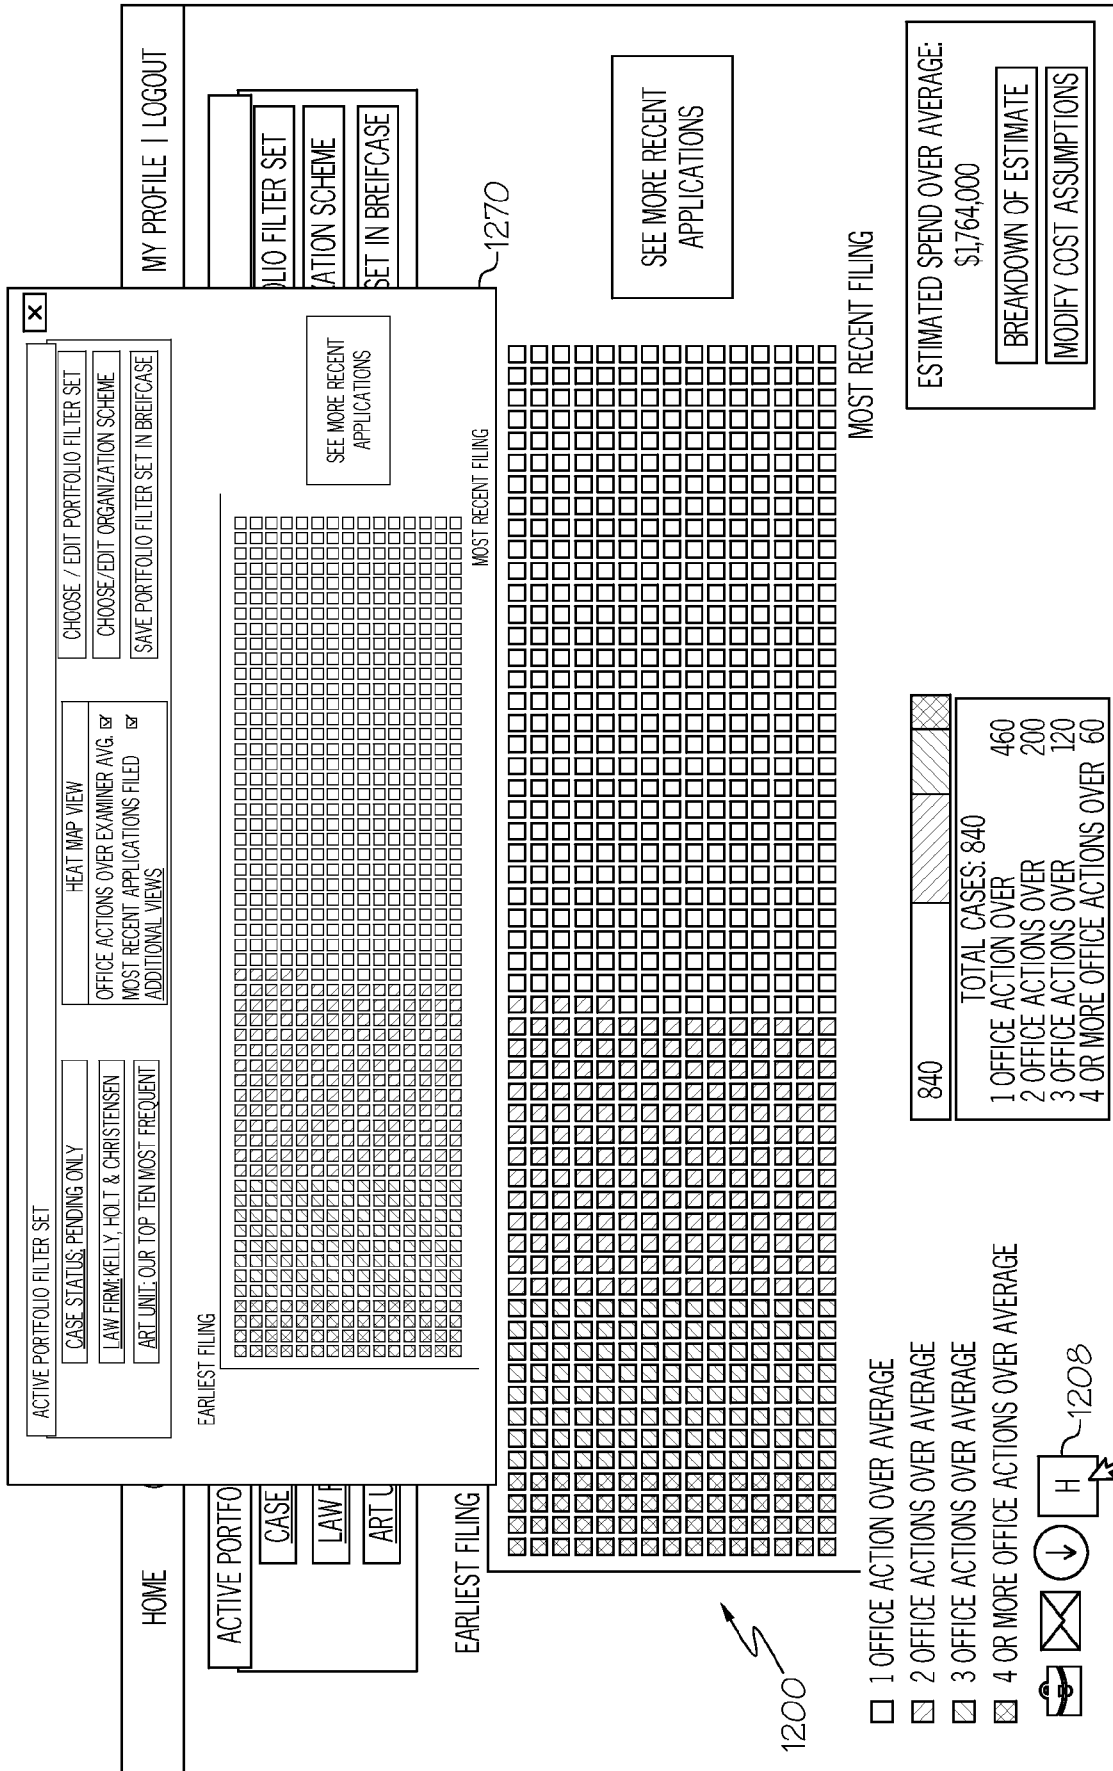 ACTIVE PORTFOLIO FILTER SET
CASE STATUS: PENDING ONLY
LAW FIRM: KELLY, HOLT & CHRISTENSEN
ART UNIT: OUR TOP TEN MOST FREQUENT
HEAT MAP VIEW
OFFICE ACTIONS OVER EXAMINER AVG.
MOST RECENT APPLICATIONS FILED
ADDITIONAL VIEWS
X
CHOOSE / EDIT PORTFOLIO FILTER SET
CHOOSE/EDIT ORGANIZATION SCHEME
SAVE PORTFOLIO FILTER SET IN BREIFCASE
EARLIEST FILING
SEE MORE RECENT
APPLICATIONS
MOST RECENT FILING
1270
HOME
MY PROFILE | LOGOUT
ACTIVE PORTFO
CASE
LAW F
ART U
OLIO FILTER SET
ZATION SCHEME
SET IN BREIFCASE
EARLIEST FILING
SEE MORE RECENT
APPLICATIONS
MOST RECENT FILING
1200
1 OFFICE ACTION OVER AVERAGE
2 OFFICE ACTIONS OVER AVERAGE
3 OFFICE ACTIONS OVER AVERAGE
4 OR MORE OFFICE ACTIONS OVER AVERAGE
H
1208
840
TOTAL CASES: 840
1 OFFICE ACTION OVER 460
2 OFFICE ACTIONS OVER 200
3 OFFICE ACTIONS OVER 120
4 OR MORE OFFICE ACTIONS OVER 60
ESTIMATED SPEND OVER AVERAGE:
$1,764,000
BREAKDOWN OF ESTIMATE
MODIFY COST ASSUMPTIONS